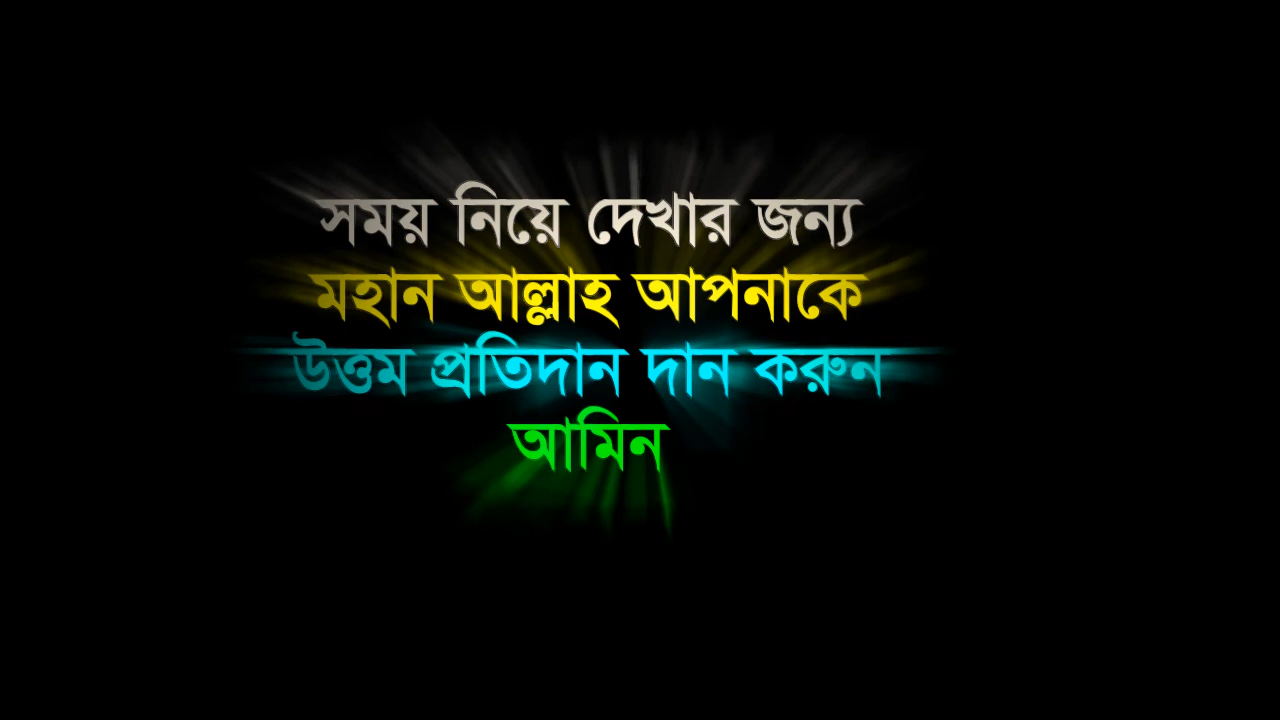 সময় নিয়ে দেখার জন্য
মহান আল্লাহ আপনাকে
উত্তম প্রতিদান দান করুন
আমিন